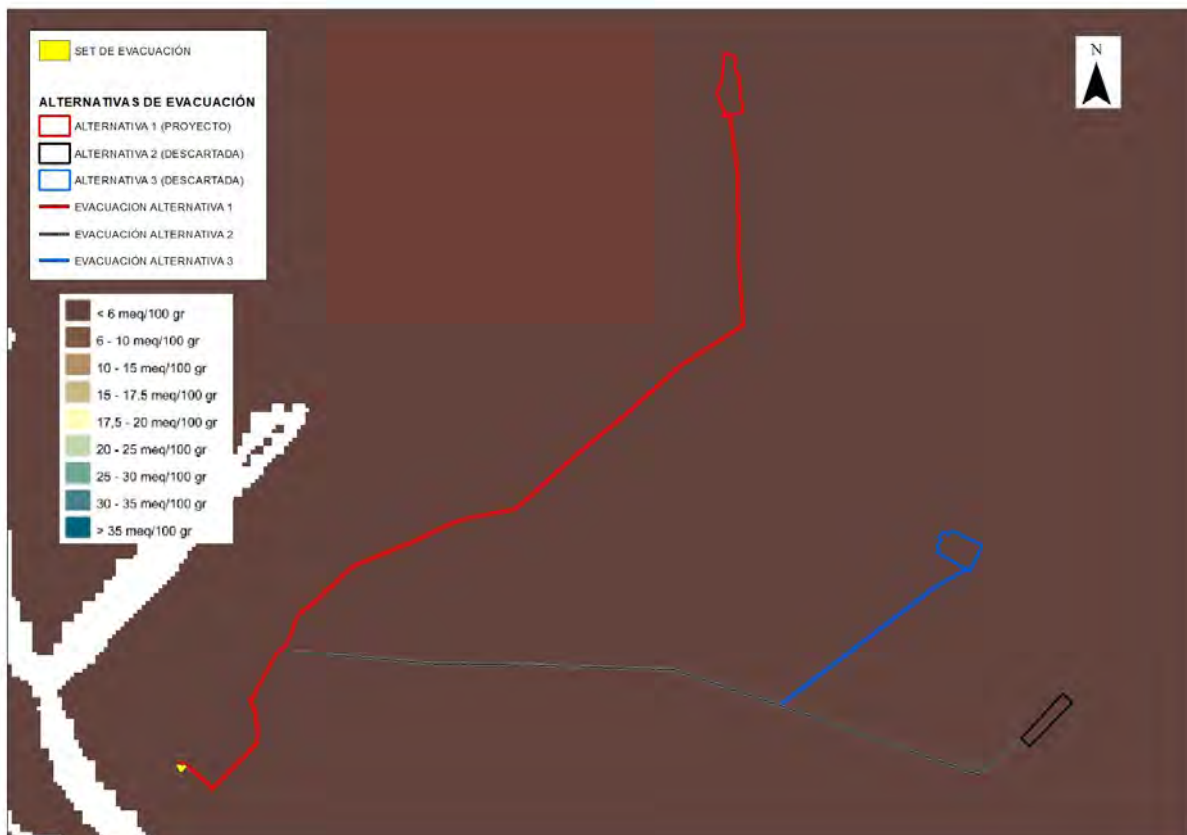 SET DE EVACUACIÓN
ALTERNATIVAS DE EVACUACIÓN
ALTERNATIVA 1 (PROYECTO)
ALTERNATIVA 2 (DESCARTADA)
ALTERNATIVA 3 (DESCARTADA)
EVACUACION ALTERNATIVA 1
EVACUACIÓN ALTERNATIVA 2
EVACUACIÓN ALTERNATIVA 3
N
< 6 meq/100 gr
6 - 10 meq/100 gr
10 - 15 meq/100 gr
15 - 17.5 meq/100 gr
17,5 - 20 meq/100 gr
20 - 25 meq/100 gr
25 - 30 meq/100 gr
30 - 35 meq/100 gr
> 35 meq/100 gr